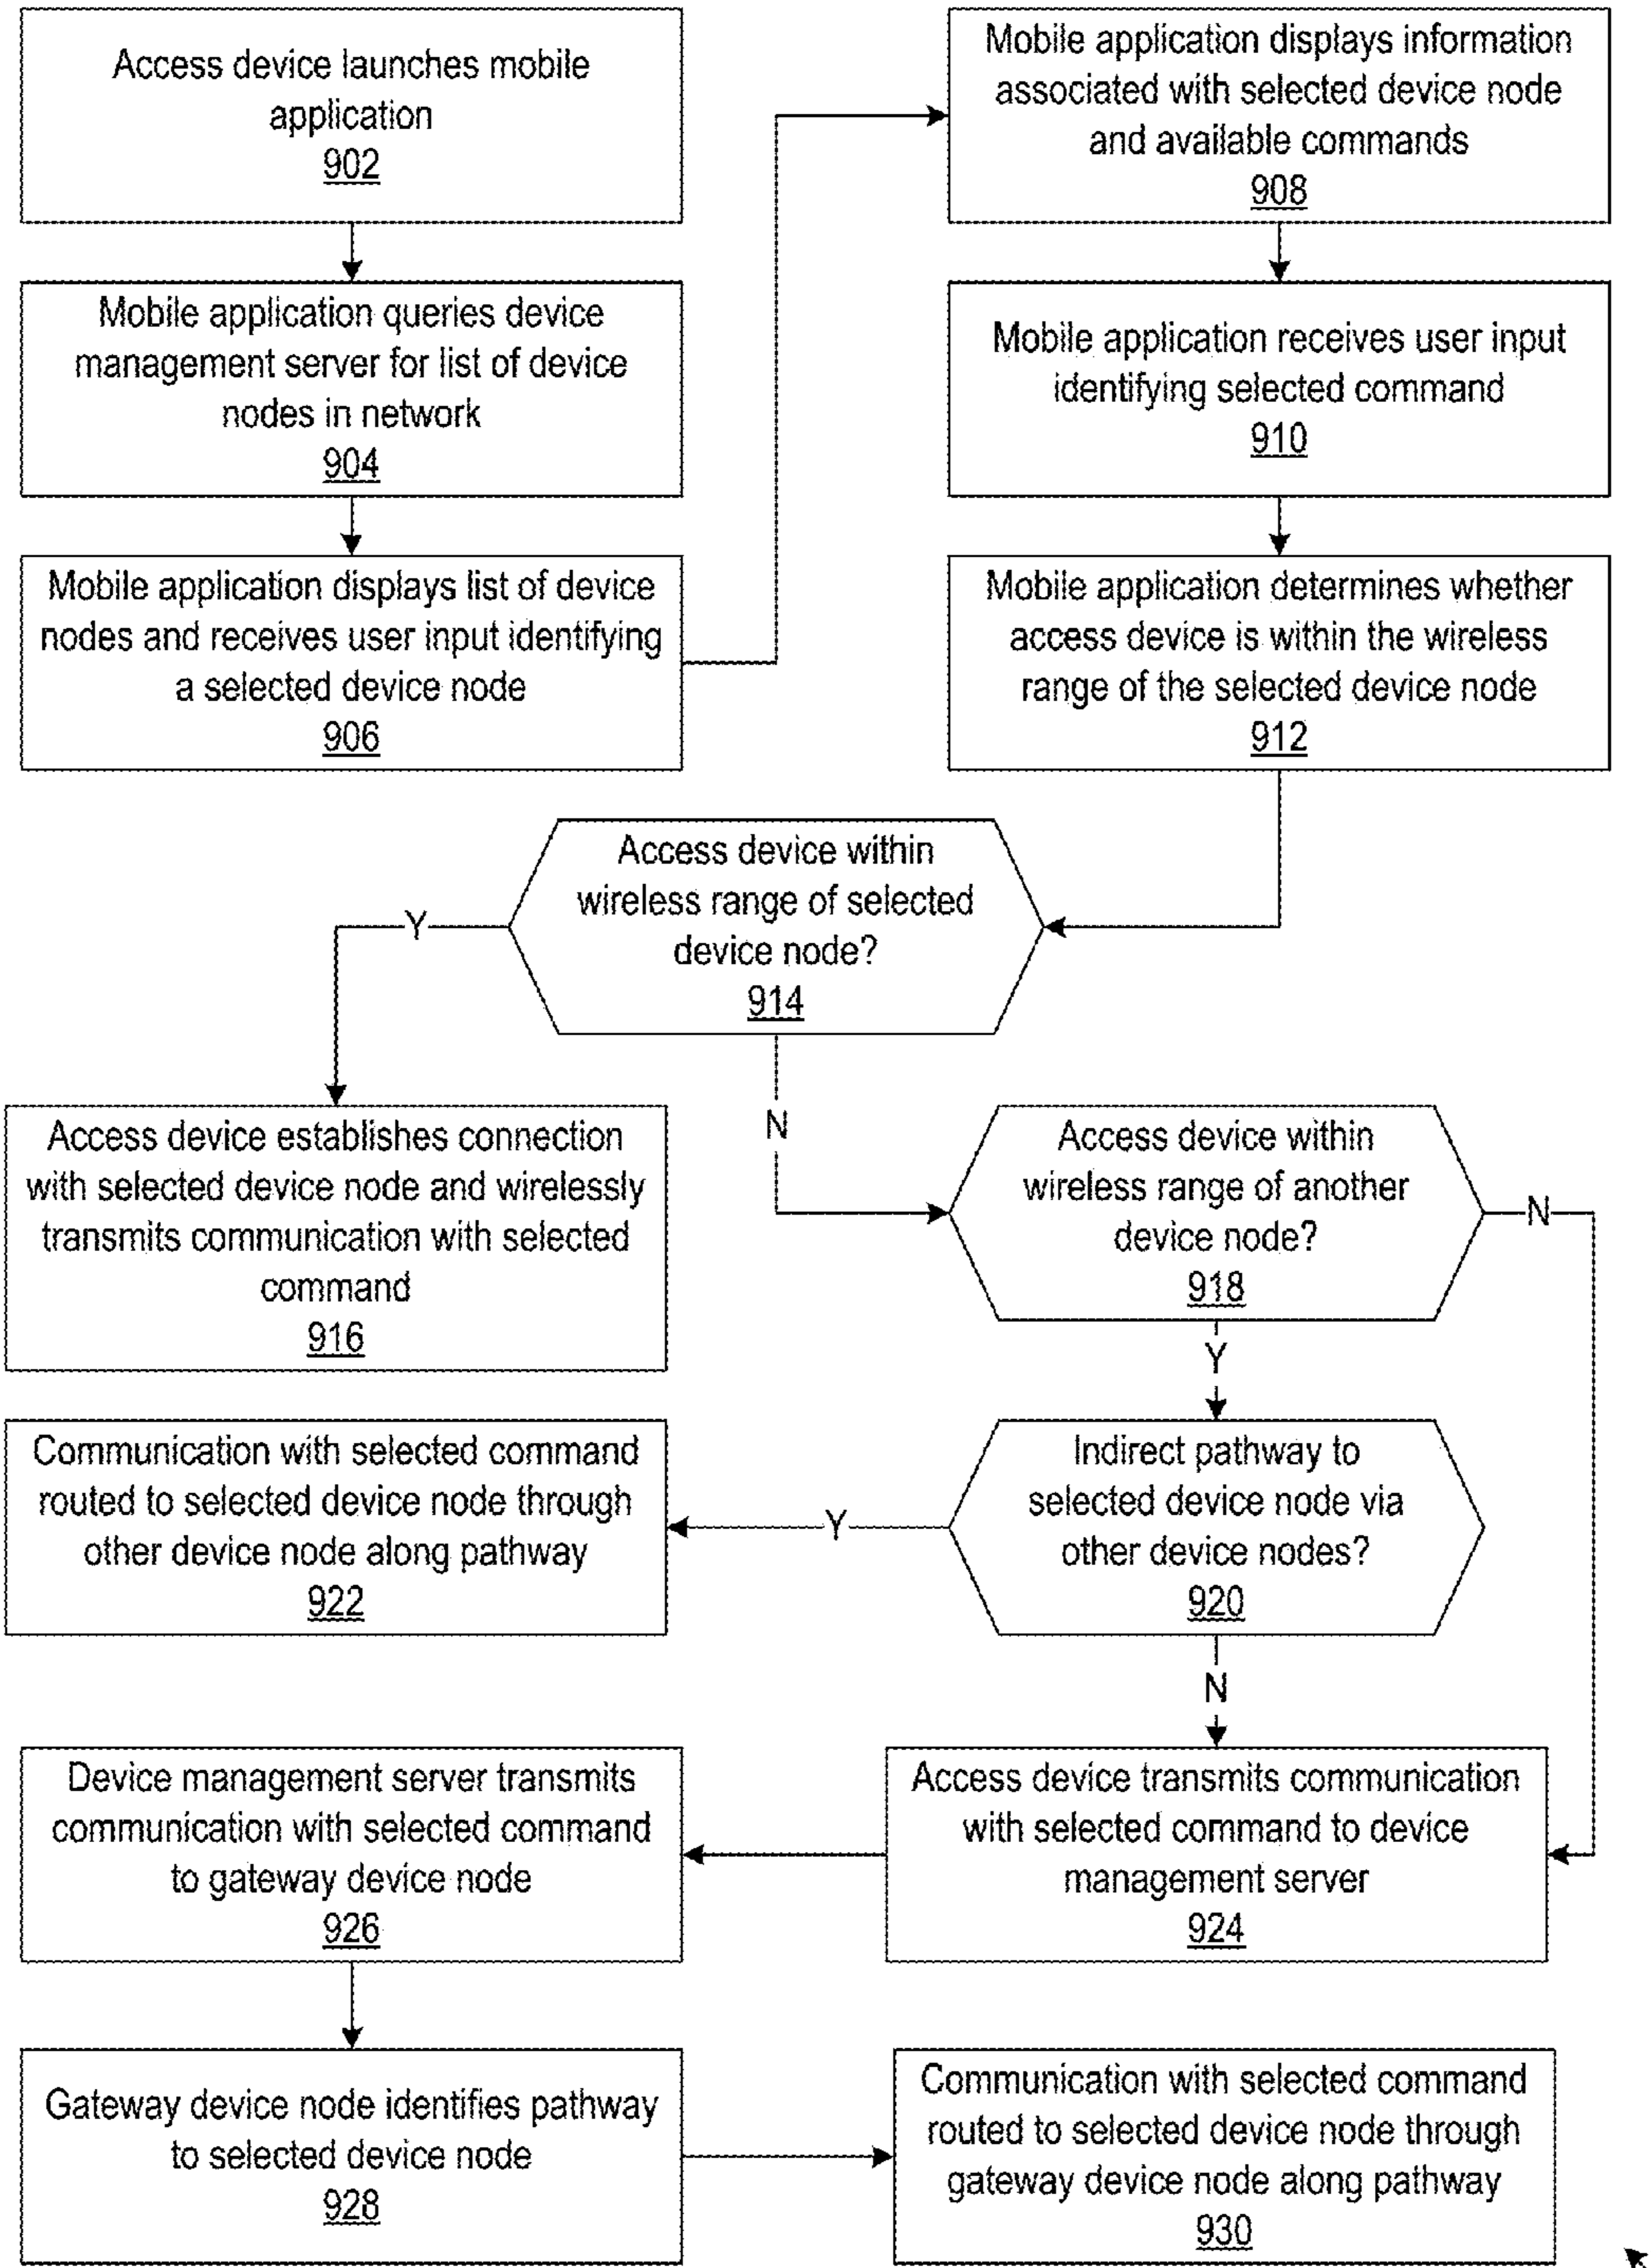 Access device launches mobile
application
902
Mobile application queries device
management server for list of device
nodes in network
904
Mobile application displays list of device
nodes and receives user input identifying
a selected device node
906
Mobile application displays information
associated with selected device node
and available commands
908
Mobile application receives user input
identifying selected command
910
Mobile application determines whether
access device is within the wireless
range of the selected device node
912
Access device within
wireless range of selected
device node?
914
Y
N
Access device establishes connection
with selected device node and wirelessly
transmits communication with selected
command
916
Access device within
wireless range of another
device node?
918
N
Y
Indirect pathway to
selected device node via
other device nodes?
920
Y
Communication with selected command
routed to selected device node through
other device node along pathway
922
N
Access device transmits communication
with selected command to device
management server
924
Device management server transmits
communication with selected command
to gateway device node
926
Gateway device node identifies pathway
to selected device node
928
Communication with selected command
routed to selected device node through
gateway device node along pathway
930